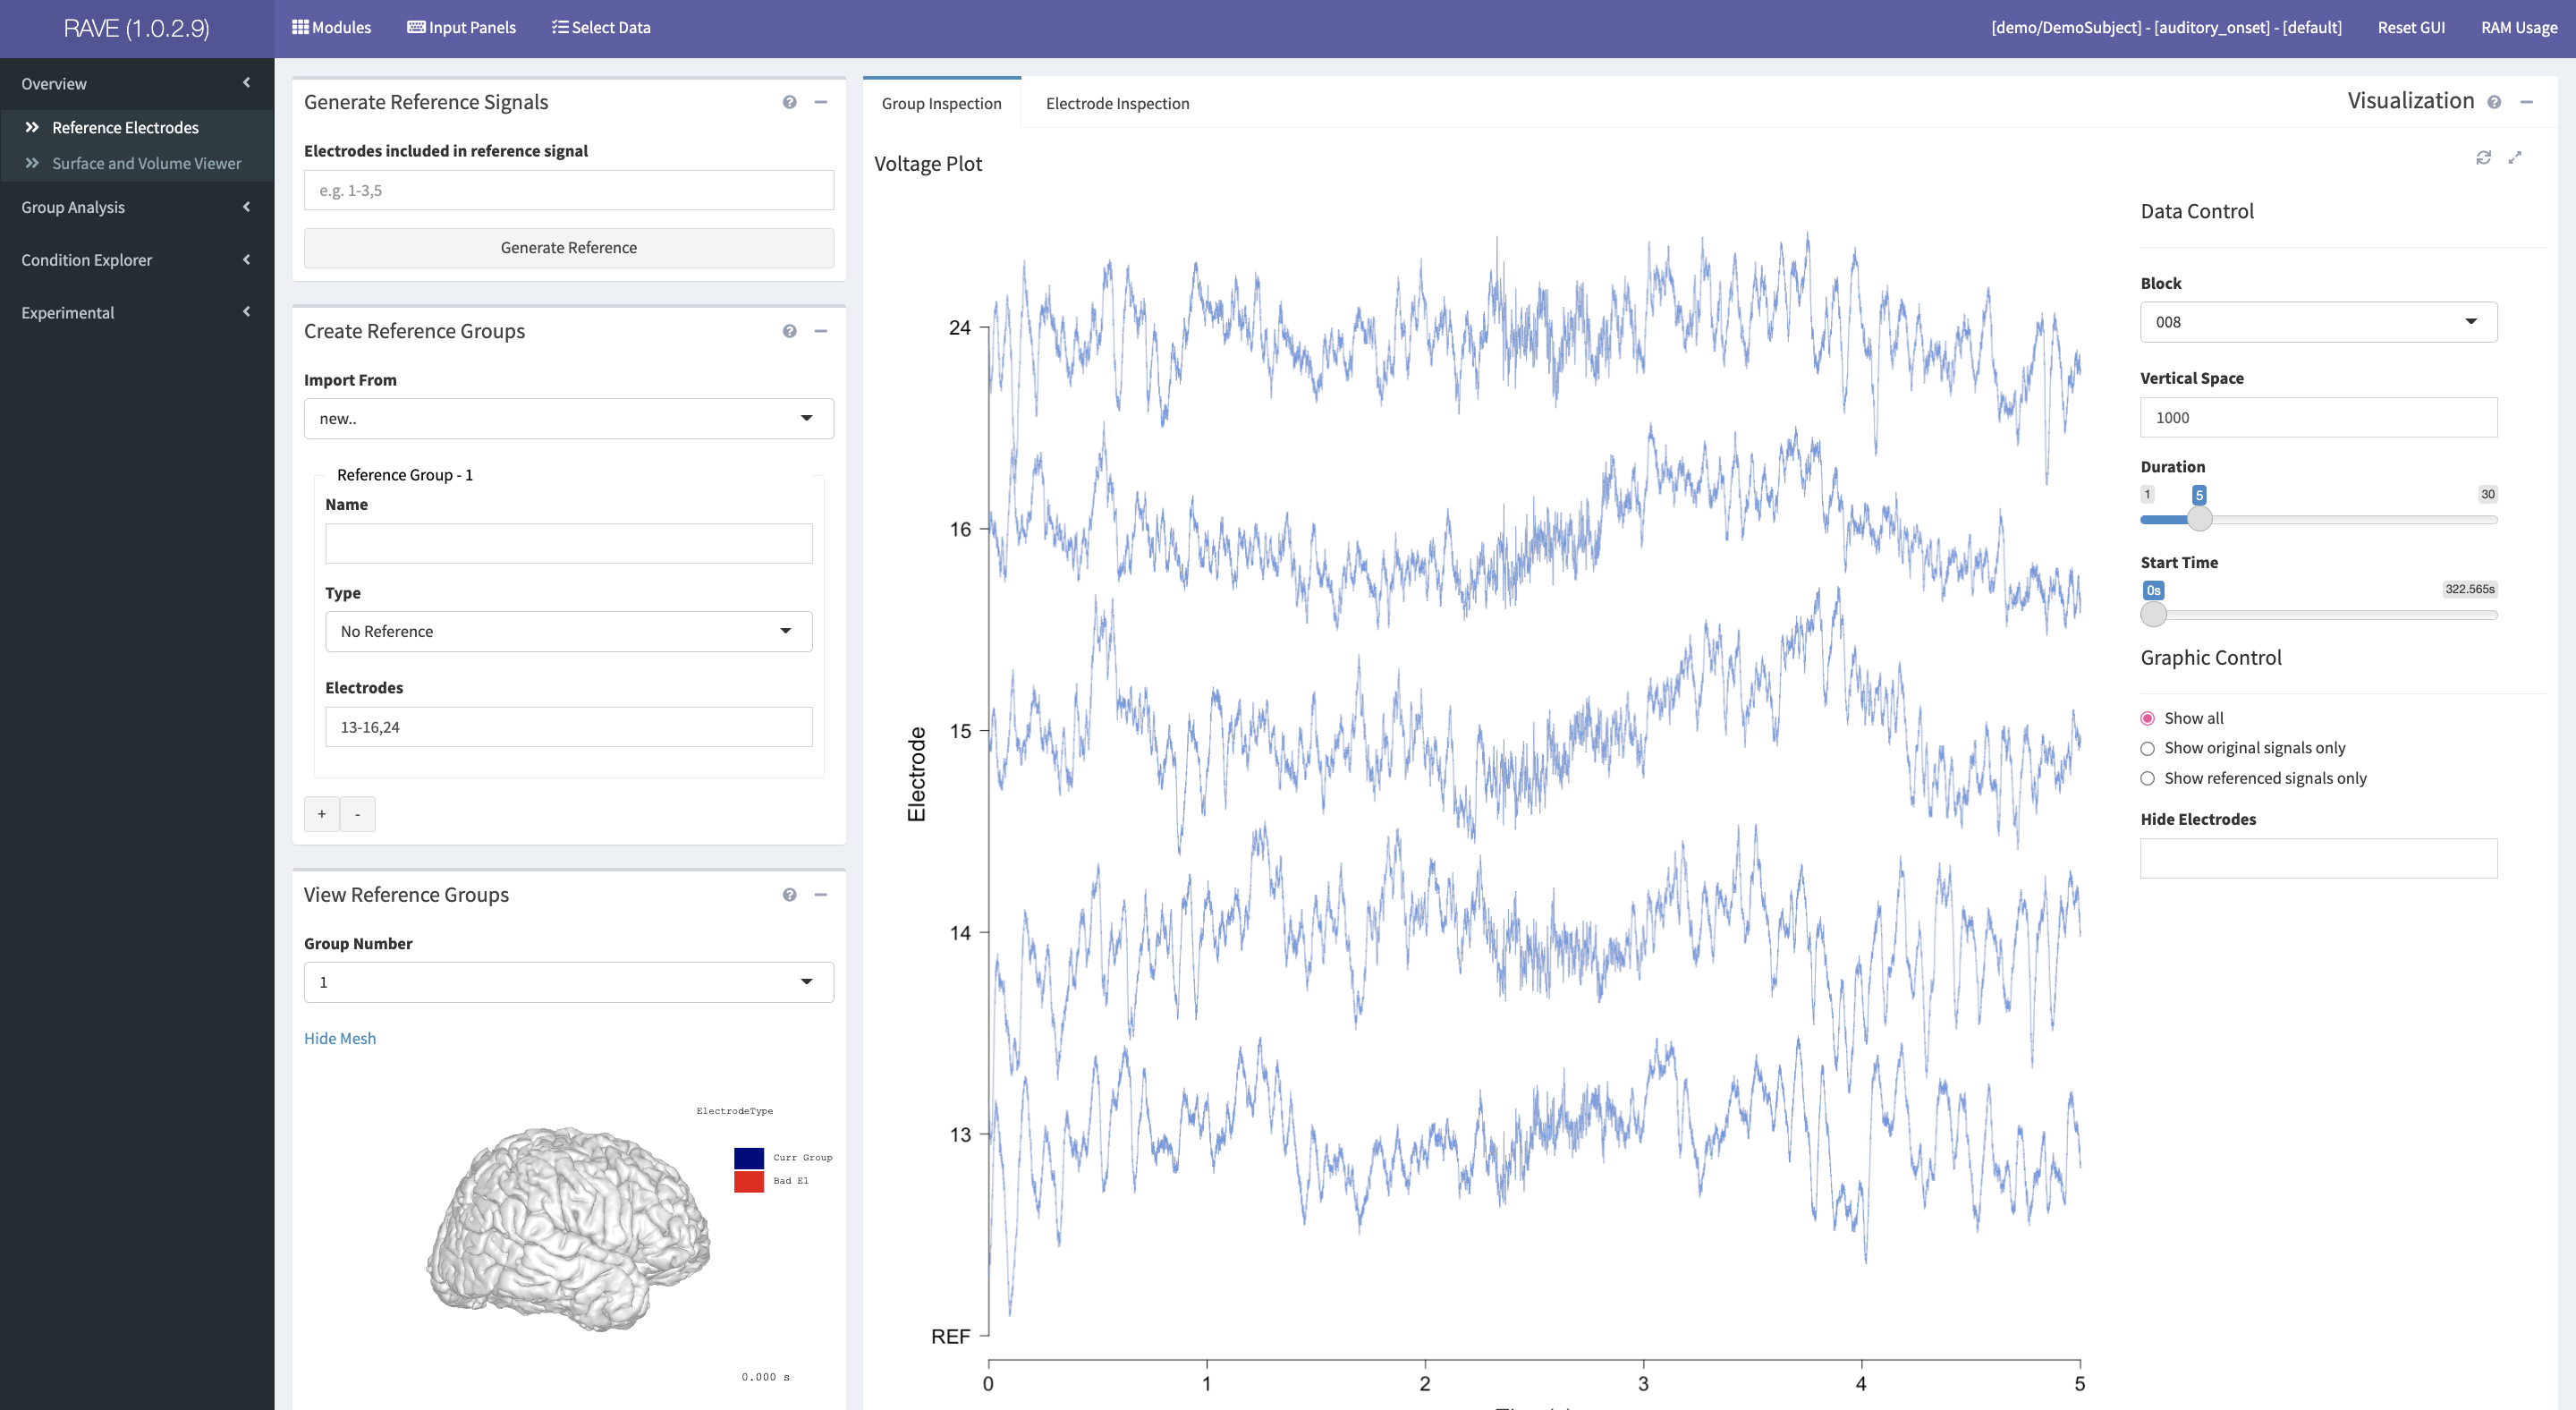 RAVE (1.0.2.9)
Modules
Input Panels
Select Data
[demo/DemoSubject] - [auditory_onset] - [default]
Reset GUI
RAM Usage
Overview
Reference Electrodes
Surface and Volume Viewer
Group Analysis
Condition Explorer
Experimental
Generate Reference Signals
Electrodes included in reference signal
e.g. 1-3,5
Generate Reference
Create Reference Groups
Import From
new..
Reference Group - 1
Name
Type
No Reference
Electrodes
13-16,24
+
-
View Reference Groups
Group Number
1
Hide Mesh
ElectrodeType
Curr Group
Bad El
0.000 s
Group Inspection
Electrode Inspection
Visualization
Voltage Plot
Electrode
24
16
15
14
13
REF
0
1
2
3
4
5
Data Control
Block
008
Vertical Space
1000
Duration
1
5
30
Start Time
0s
322.565s
Graphic Control
Show all
Show original signals only
Show referenced signals only
Hide Electrodes